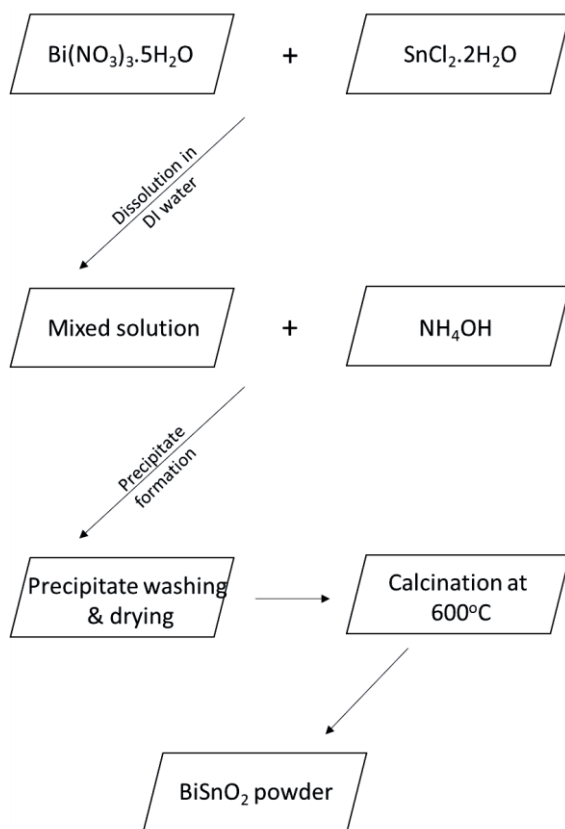 Bi(NO₃)₃.5H₂O + SnCl₂.2H₂O
Dissolution in
DI water
Mixed solution + NH₄OH
Precipitate
formation
Precipitate washing
& drying
Calcination at
600°C
BiSnO₂ powder